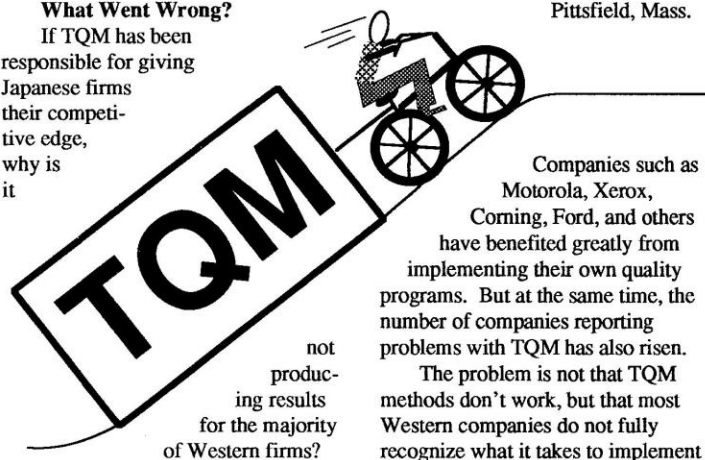 What Went Wrong?
If TQM has been
responsible for giving
Japanese firms
their competi-
tive edge,
why is
it
TQM
not
produc-
ing results
for the majority
of Western firms?
Pittsfield, Mass.
Companies such as
Motorola, Xerox,
Corning, Ford, and others
have benefited greatly from
implementing their own quality
programs. But at the same time, the
number of companies reporting
problems with TQM has also risen.
The problem is not that TQM
methods don't work, but that most
Western companies do not fully
recognize what it takes to implement